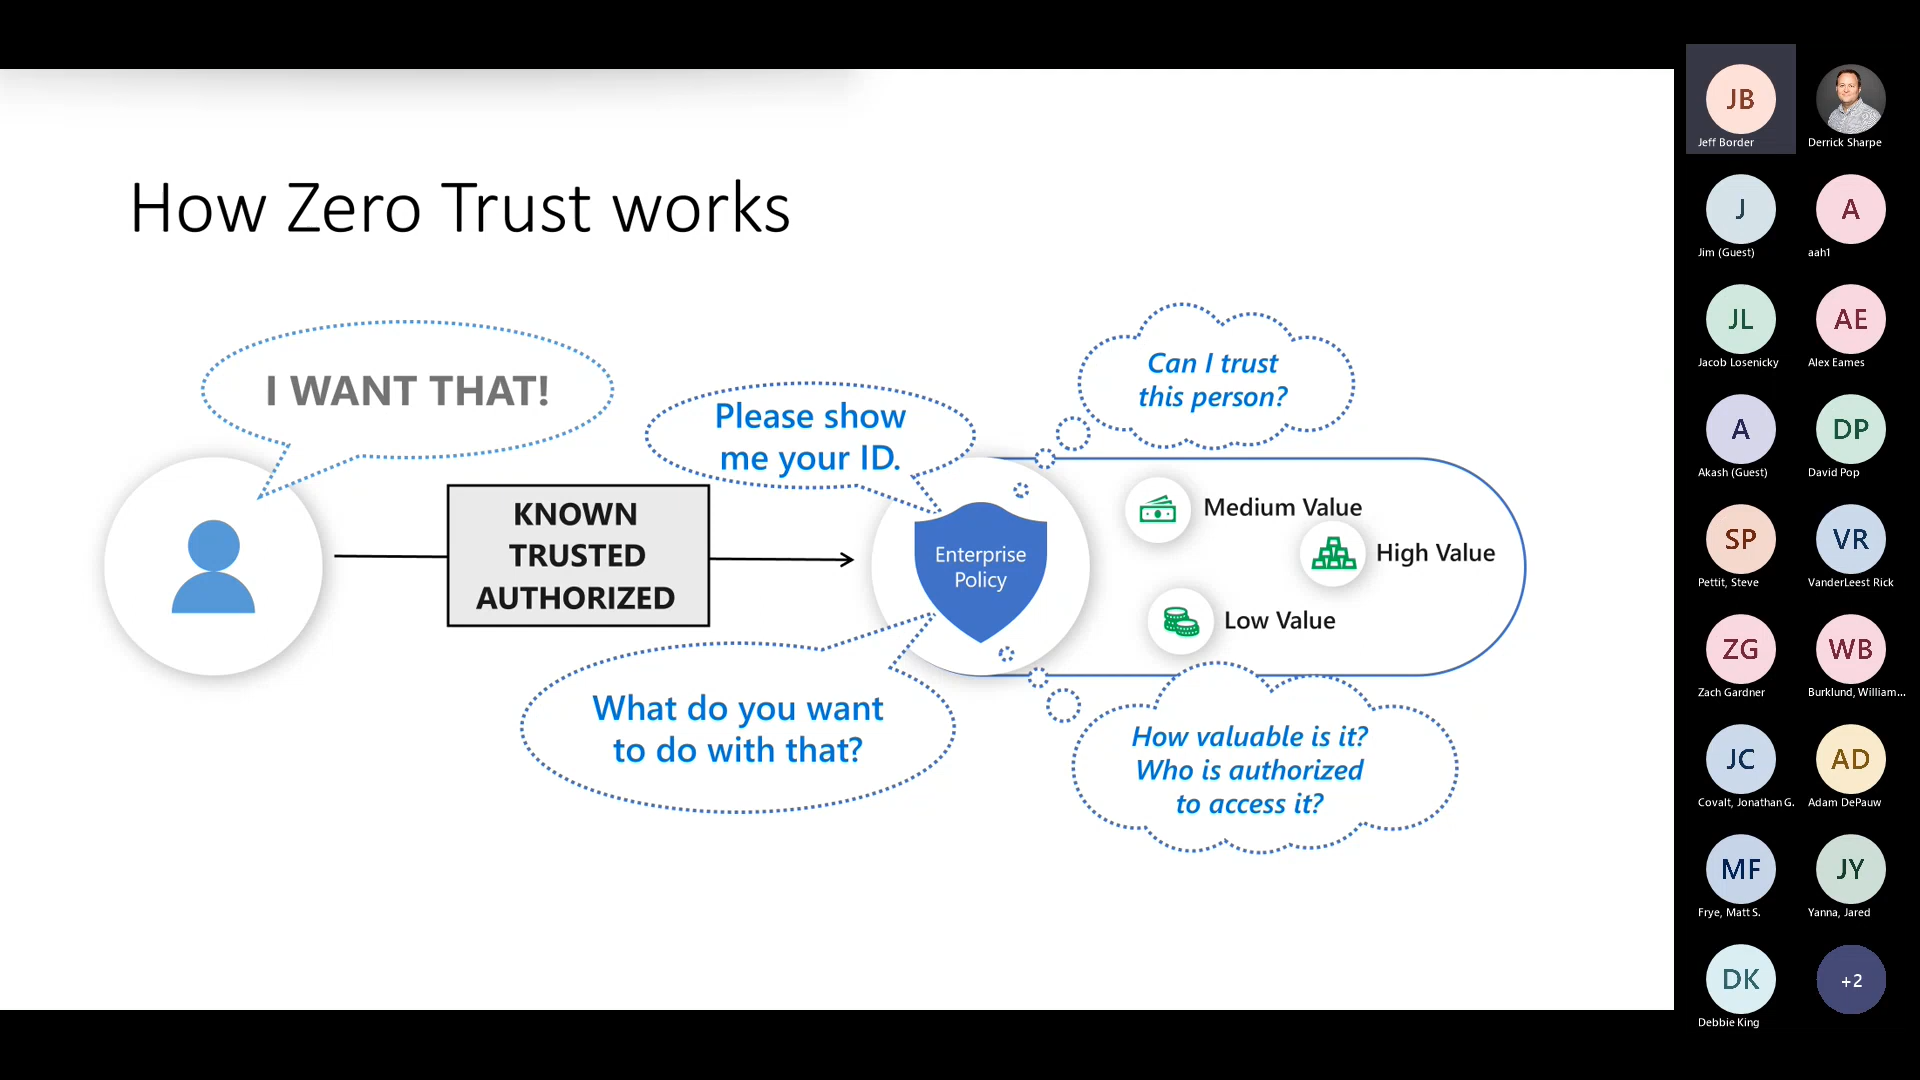 How Zero Trust works
I WANT THAT!
Please show
me your ID.
Can I trust
this person?
KNOWN
TRUSTED
AUTHORIZED
Enterprise
Policy
Medium Value
High Value
Low Value
What do you want
to do with that?
How valuable is it?
Who is authorized
to access it?
JB
Jeff Border
Derrick Sharpe
J
Jim (Guest)
A
aah1
JL
Jacob Losenicky
AE
Alex Eames
A
Akash (Guest)
DP
David Pop
SP
Pettit, Steve
VR
VanderLeest Rick
ZG
Zach Gardner
WB
Burklund, William...
JC
Covalt, Jonathan G.
AD
Adam DePauw
MF
Frye, Matt S.
JY
Yanna, Jared
DK
Debbie King
+2